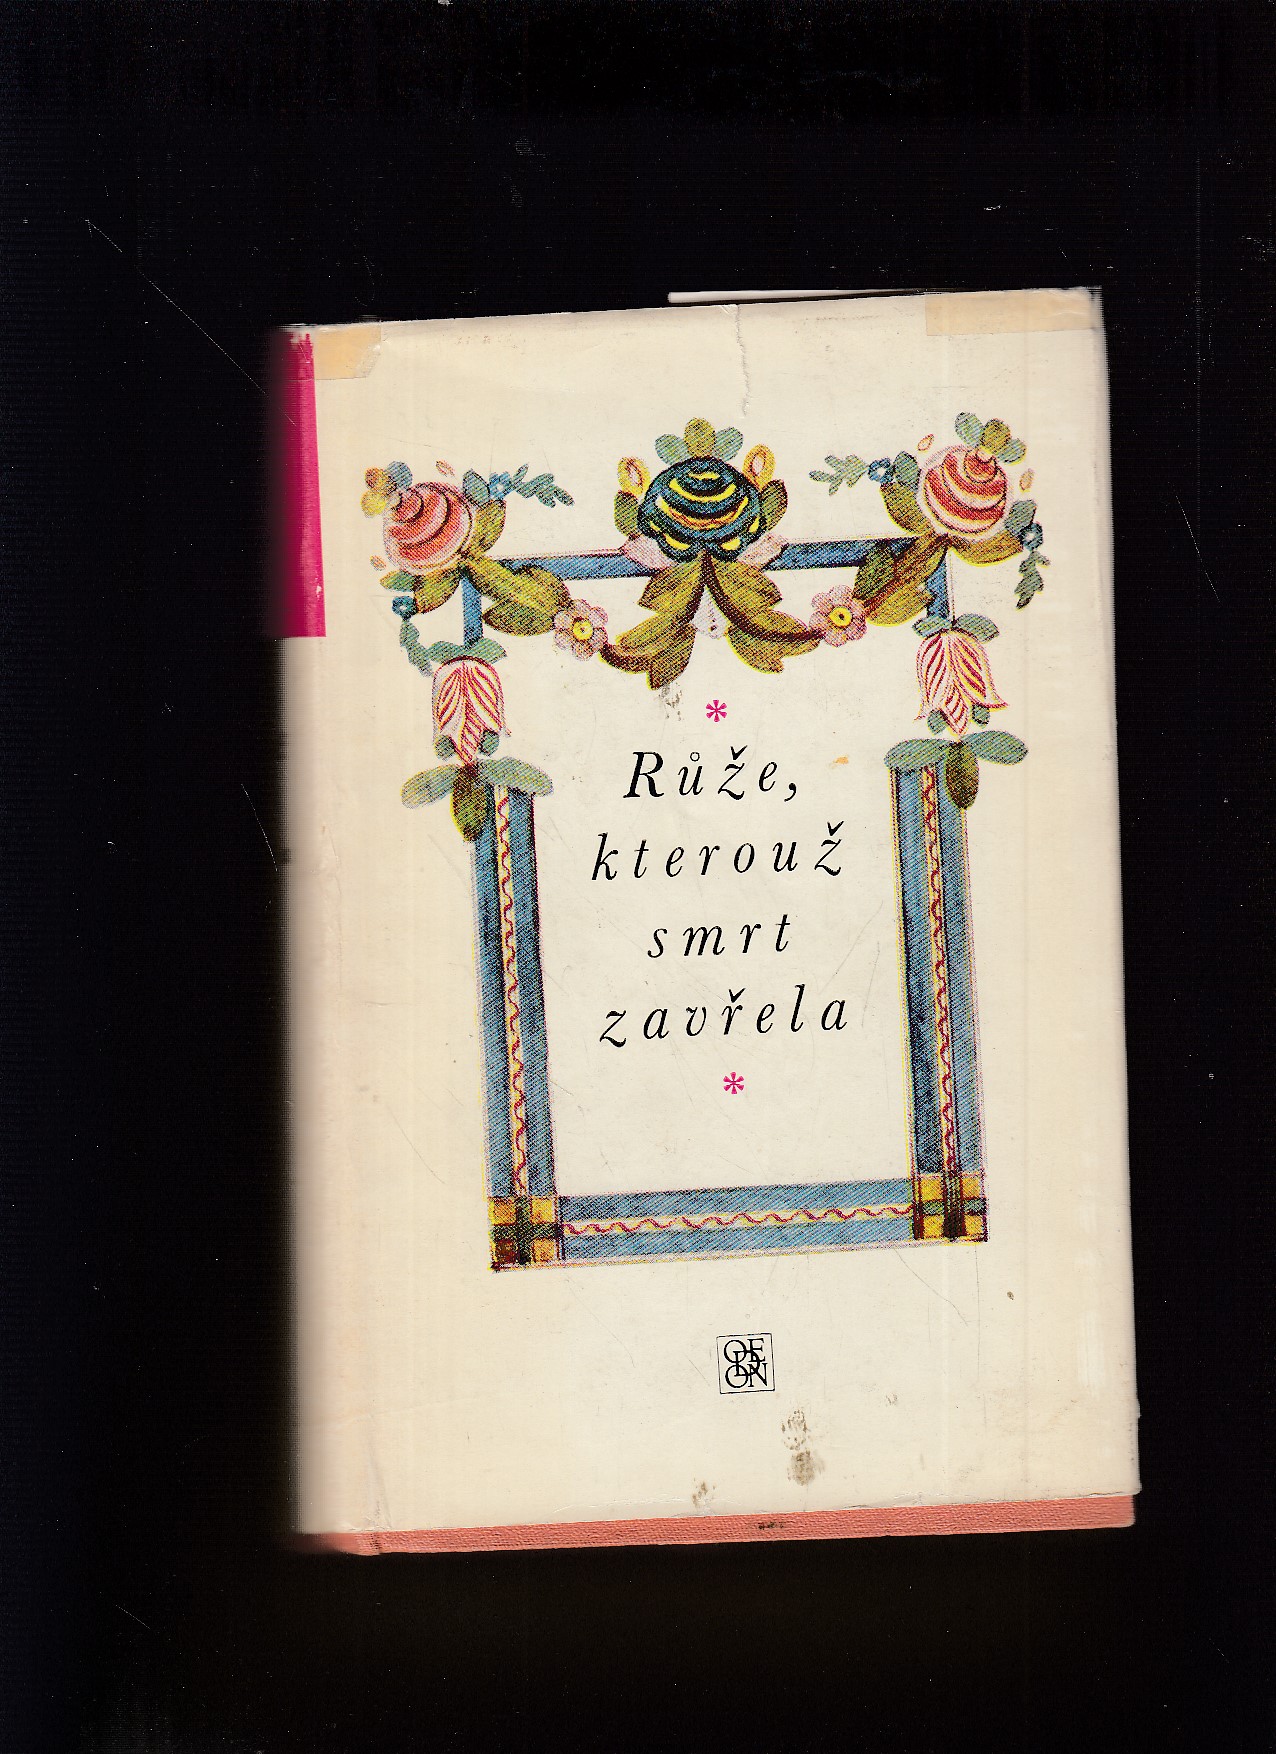 *
Růže,
kterouž
smrt
zavřela
*
ODEON